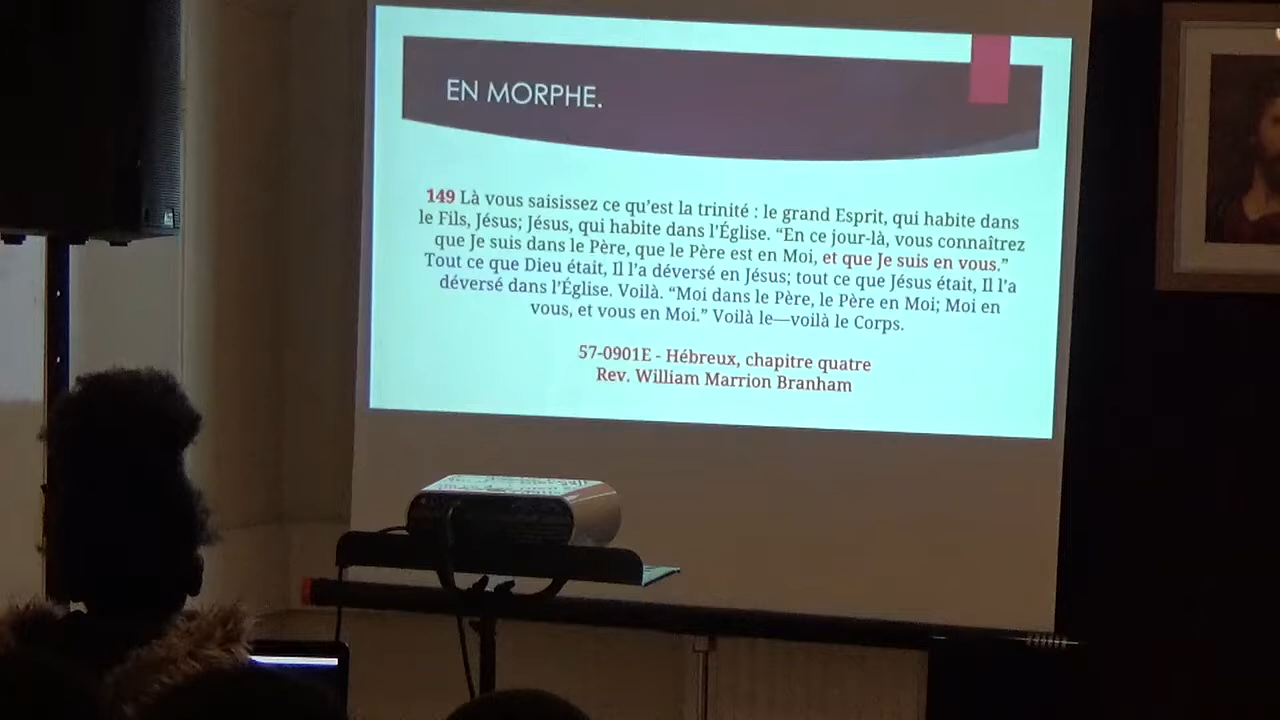 EN MORPHE.
149 Là vous saisissez ce qu'est la trinité : le grand Esprit, qui habite dans
le Fils, Jésus; Jésus, qui habite dans l'Église. “En ce jour-là, vous connaîtrez
que Je suis dans le Père, que le Père est en Moi, et que Je suis en vous.”
Tout ce que Dieu était, Il l'a déversé en Jésus; tout ce que Jésus était, Il l'a
déversé dans l'Église. Voilà. “Moi dans le Père, le Père en Moi; Moi en
vous, et vous en Moi.” Voilà le—voilà le Corps.
57-0901E - Hébreux, chapitre quatre
Rev. William Marrion Branham